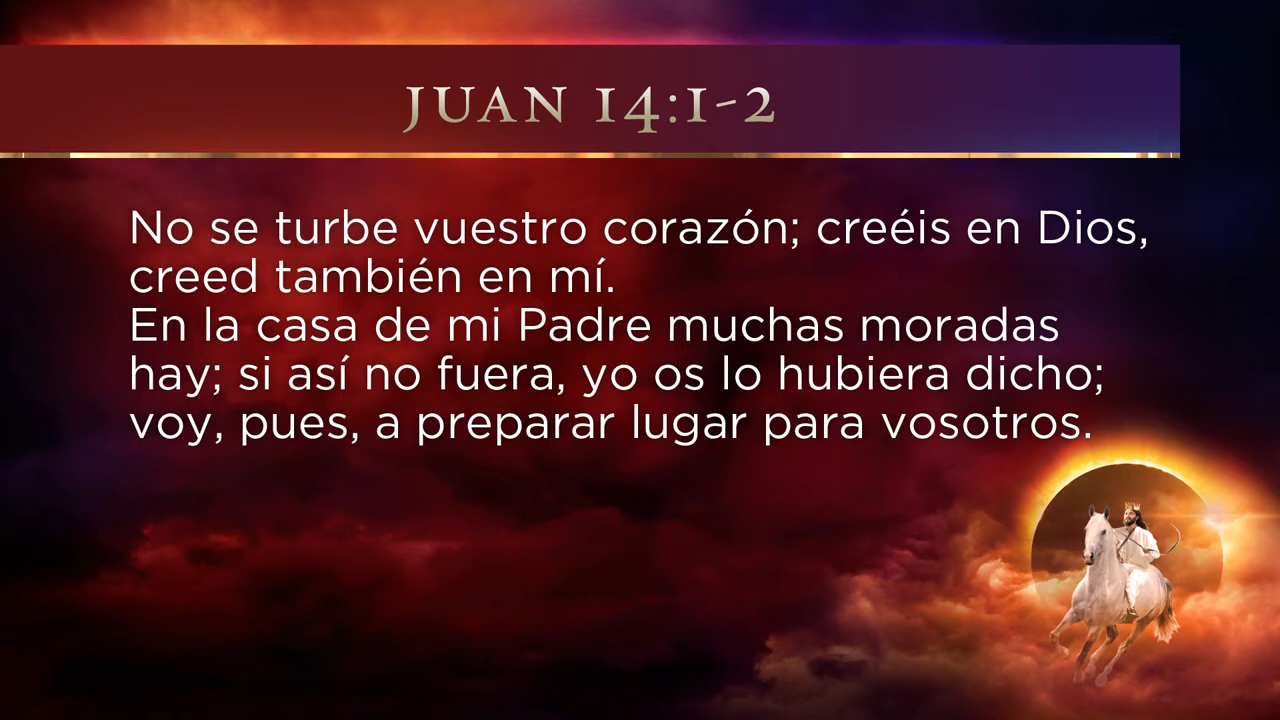 JUAN 14:1-2
No se turbe vuestro corazón; creéis en Dios,
creed también en mí.
En la casa de mi Padre muchas moradas
hay; si así no fuera, yo os lo hubiera dicho;
voy, pues, a preparar lugar para vosotros.